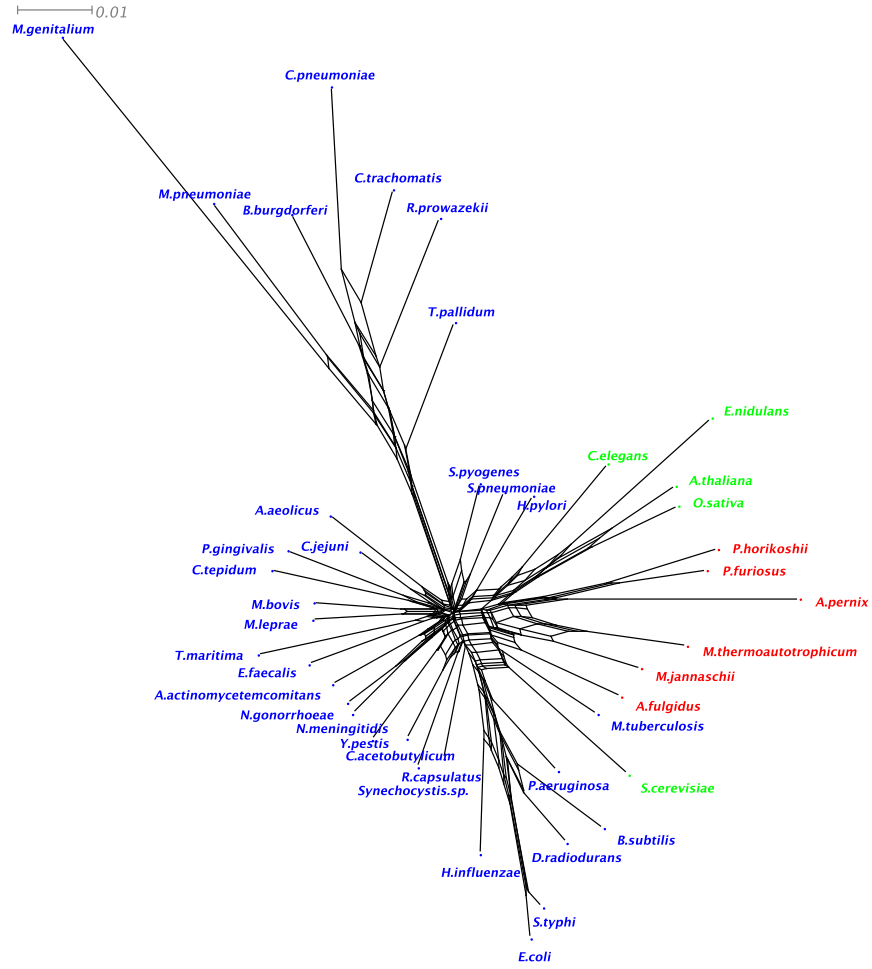 0.01
M.genitalium
C.pneumoniae
C.trachomatis
M.pneumoniae
B.burgdorferi
R.prowazekii
T.pallidum
E.nidulans
C.elegans
S.pyogenes
A.thaliana
S.pneumoniae
O.sativa
H.pylori
A.aeolicus
C.jejuni
P.gingivalis
P.horikoshii
C.tepidum
P.furiosus
M.bovis
A.pernix
M.leprae
T.maritima
M.thermoautotrophicum
E.faecalis
M.jannaschii
A.actinomycetemcomitans
A.fulgidus
N.gonorrhoeae
M.tuberculosis
N.meningitidis
Y.pestis
C.acetobutylicum
R.capsulatus
P.aeruginosa
S.cerevisiae
Synechocystis.sp.
B.subtilis
D.radiodurans
H.influenzae
S.typhi
E.coli